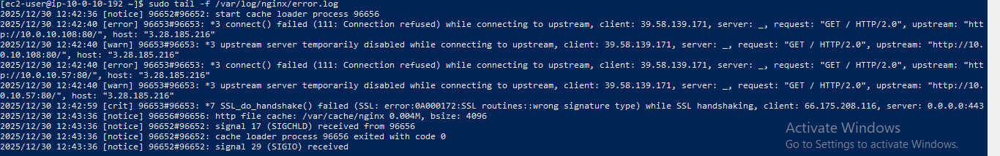 [ec2-user@ip-10-0-10-192 ~]$ sudo tail -f /var/log/nginx/error.log
2025/12/30 12:42:36 [notice] 96652#96652: start cache loader process 96656
2025/12/30 12:42:40 [error] 96653#96653: *3 connect() failed (111: Connection refused) while connecting to upstream, client: 39.58.139.171, server: _, request: "GET / HTTP/2.0", upstream: "htt
p://10.0.10.108:80/", host: "3.28.185.216"
2025/12/30 12:42:40 [warn] 96653#96653: *3 upstream server temporarily disabled while connecting to upstream, client: 39.58.139.171, server: _, request: "GET / HTTP/2.0", upstream: "http://10.
0.10.108:80/", host: "3.28.185.216"
2025/12/30 12:42:40 [error] 96653#96653: *3 connect() failed (111: Connection refused) while connecting to upstream, client: 39.58.139.171, server: _, request: "GET / HTTP/2.0", upstream: "htt
p://10.0.10.57:80/", host: "3.28.185.216"
2025/12/30 12:42:40 [warn] 96653#96653: *3 upstream server temporarily disabled while connecting to upstream, client: 39.58.139.171, server: _, request: "GET / HTTP/2.0", upstream: "http://10.
0.10.57:80/", host: "3.28.185.216"
2025/12/30 12:42:59 [crit] 96653#96653: *7 SSL_do_handshake() failed (SSL: error:0A000172:SSL routines::wrong signature type) while SSL handshaking, client: 66.175.208.116, server: 0.0.0.0:443
2025/12/30 12:43:36 [notice] 96656#96656: http file cache: /var/cache/nginx 0.004M, bsize: 4096
2025/12/30 12:43:36 [notice] 96652#96652: signal 17 (SIGCHLD) received from 96656
2025/12/30 12:43:36 [notice] 96652#96652: cache loader process 96656 exited with code 0
2025/12/30 12:43:36 [notice] 96652#96652: signal 29 (SIGIO) received
Activate Windows
Go to Settings to activate Windows.